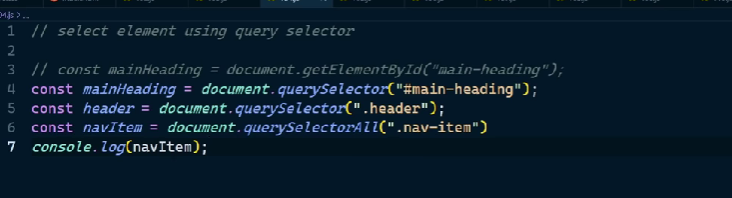 1 // select element using query selector
2
3 // const mainHeading = document.getElementById("main-heading");
4 const mainHeading = document.querySelector("#main-heading");
5 const header = document.querySelector(".header");
6 const navItem = document.querySelectorAll(".nav-item")
7 console.log(navItem);